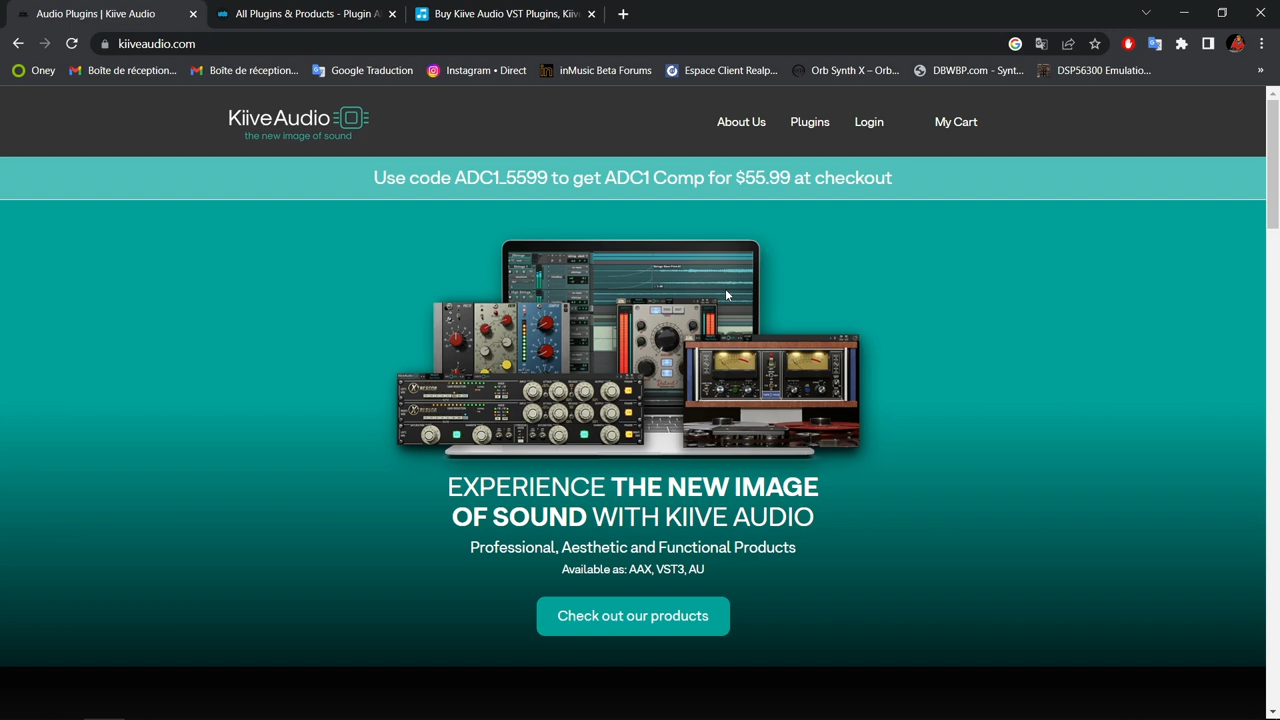 Audio Plugins | Kiive Audio
All Plugins & Products - Plugin Al
Buy Kiive Audio VST Plugins, Kiiv
kiiveaudio.com
Oney
Boîte de réception...
Boîte de réception...
Google Traduction
Instagram • Direct
inMusic Beta Forums
Espace Client Realp...
Orb Synth X – Orb...
DBWBP.com - Synt...
DSP56300 Emulatio...
KiiveAudio
the new image of sound
About Us
Plugins
Login
My Cart
Use code ADC1_5599 to get ADC1 Comp for $55.99 at checkout
EXPERIENCE THE NEW IMAGE
OF SOUND WITH KIIVE AUDIO
Professional, Aesthetic and Functional Products
Available as: AAX, VST3, AU
Check out our products